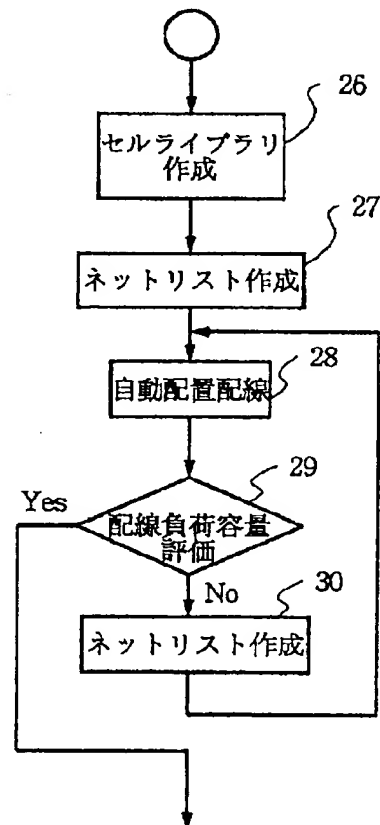 26
セルライブラリ
作成
27
ネットリスト作成
28
自動配置配線
29
Yes
配線負荷容量
評価
No
30
ネットリスト作成